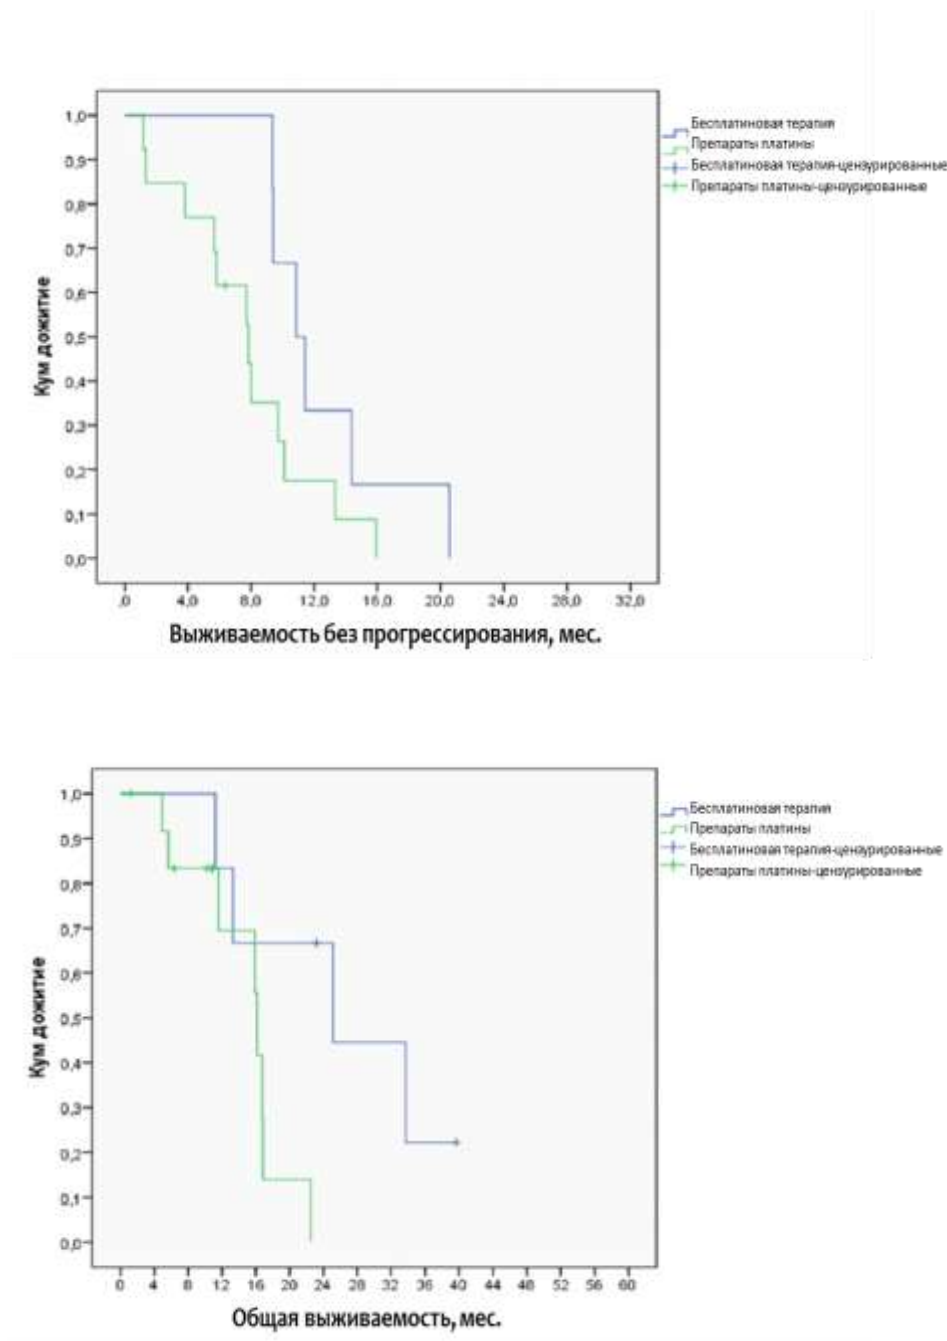 1,0
0,9
0,8
0,7
0,6
0,5
0,4
0,3
0,2
0,1
0,0
Кум дожитие
,0 4,0 8,0 12,0 16,0 20,0 24,0 28,0 32,0
Выживаемость без прогрессирования, мес.
Бесплатиновая терапия
Препараты платины
Бесплатиновая терапия-цензурированные
Препараты платины-цензурированные
1,0
0,9
0,8
0,7
0,6
0,5
0,4
0,3
0,2
0,1
0,0
Кум дожитие
0 4 8 12 16 20 24 28 32 36 40 44 48 52 56 60
Общая выживаемость, мес.
Бесплатиновая терапия
Препараты платины
Бесплатиновая терапия-цензурированные
Препараты платины-цензурированные